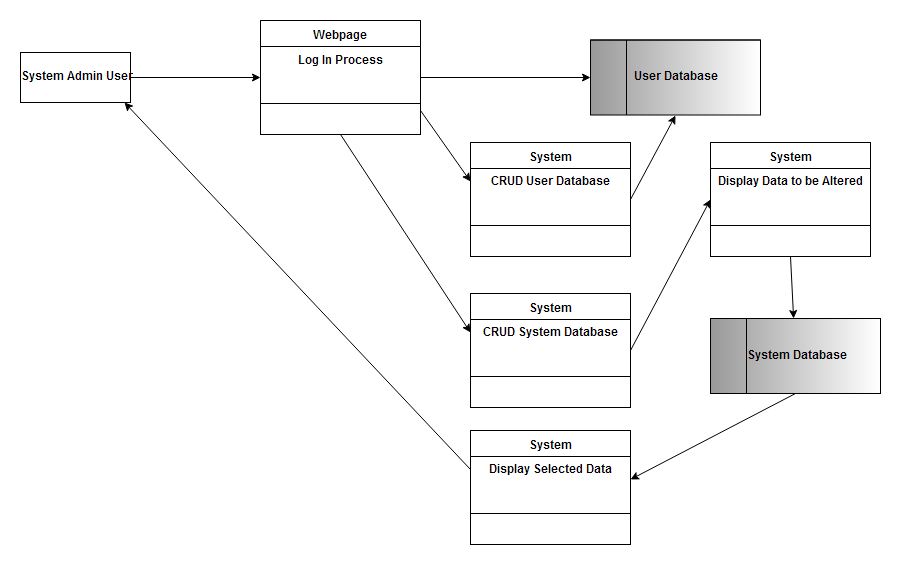 Webpage
Log In Process
System Admin User
User Database
System
CRUD User Database
System
Display Data to be Altered
System
CRUD System Database
System Database
System
Display Selected Data